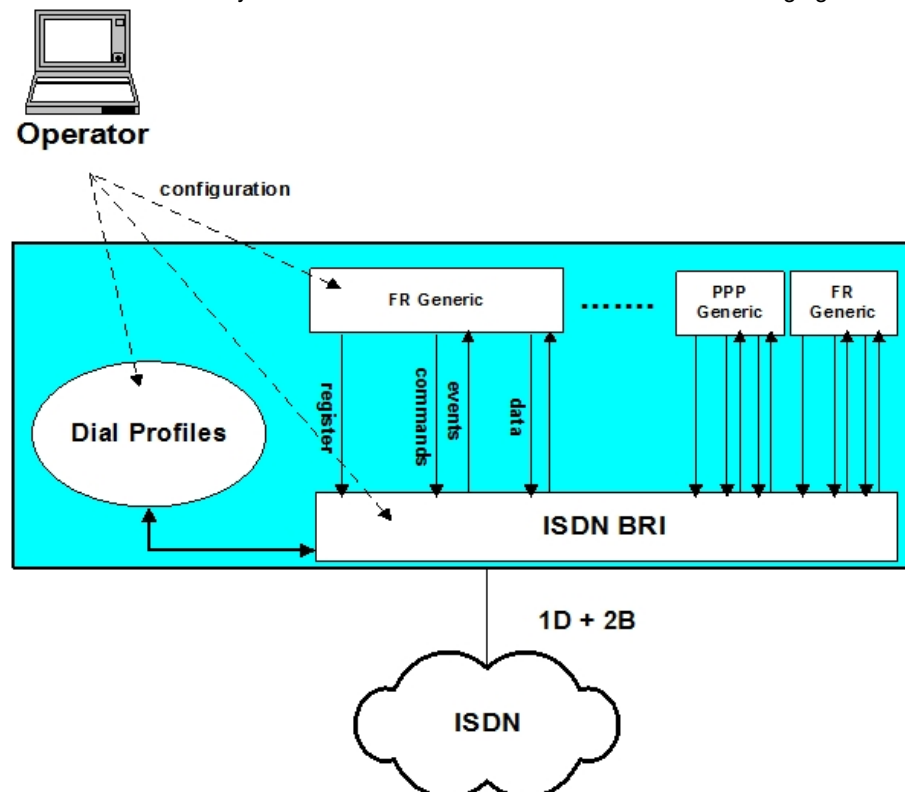 Operator
configuration
FR Generic
PPP
Generic
FR
Generic
register
commands
events
data
Dial Profiles
ISDN BRI
1D + 2B
ISDN